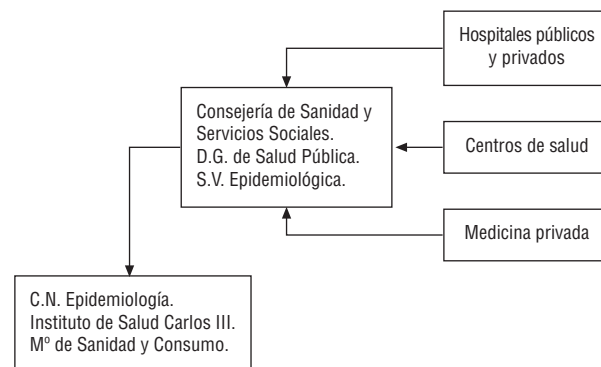 Hospitales públicos
y privados
Consejería de Sanidad y
Servicios Sociales.
D.G. de Salud Pública.
S.V. Epidemiológica.
Centros de salud
Medicina privada
C.N. Epidemiología.
Instituto de Salud Carlos III.
Mº de Sanidad y Consumo.